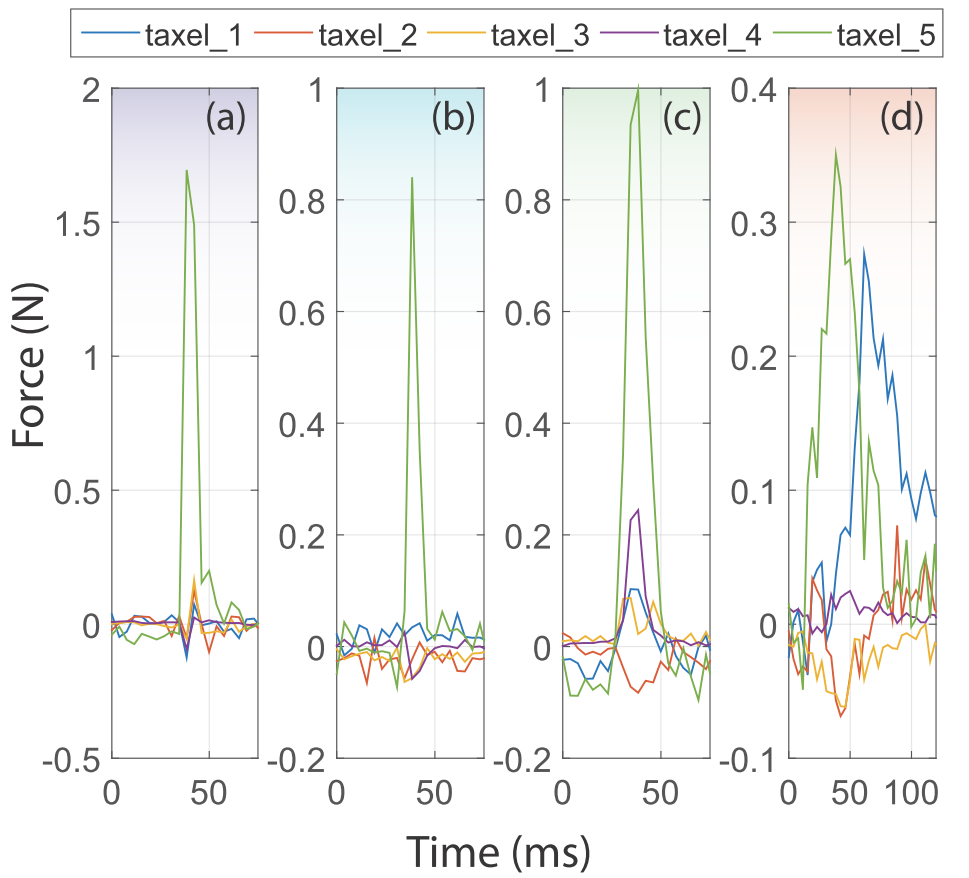 taxel_1 taxel_2 taxel_3 taxel_4 taxel_5
(a) (b) (c) (d)
2 1 1 0.4
1.5 0.8 0.8 0.3
1 0.6 0.6 0.2
0.5 0.4 0.4 0.1
0 0.2 0.2 0
-0.5 0 0 -0.1
-0.2 -0.2
0 50 0 50 0 50 0 50 100
Force (N)
Time (ms)